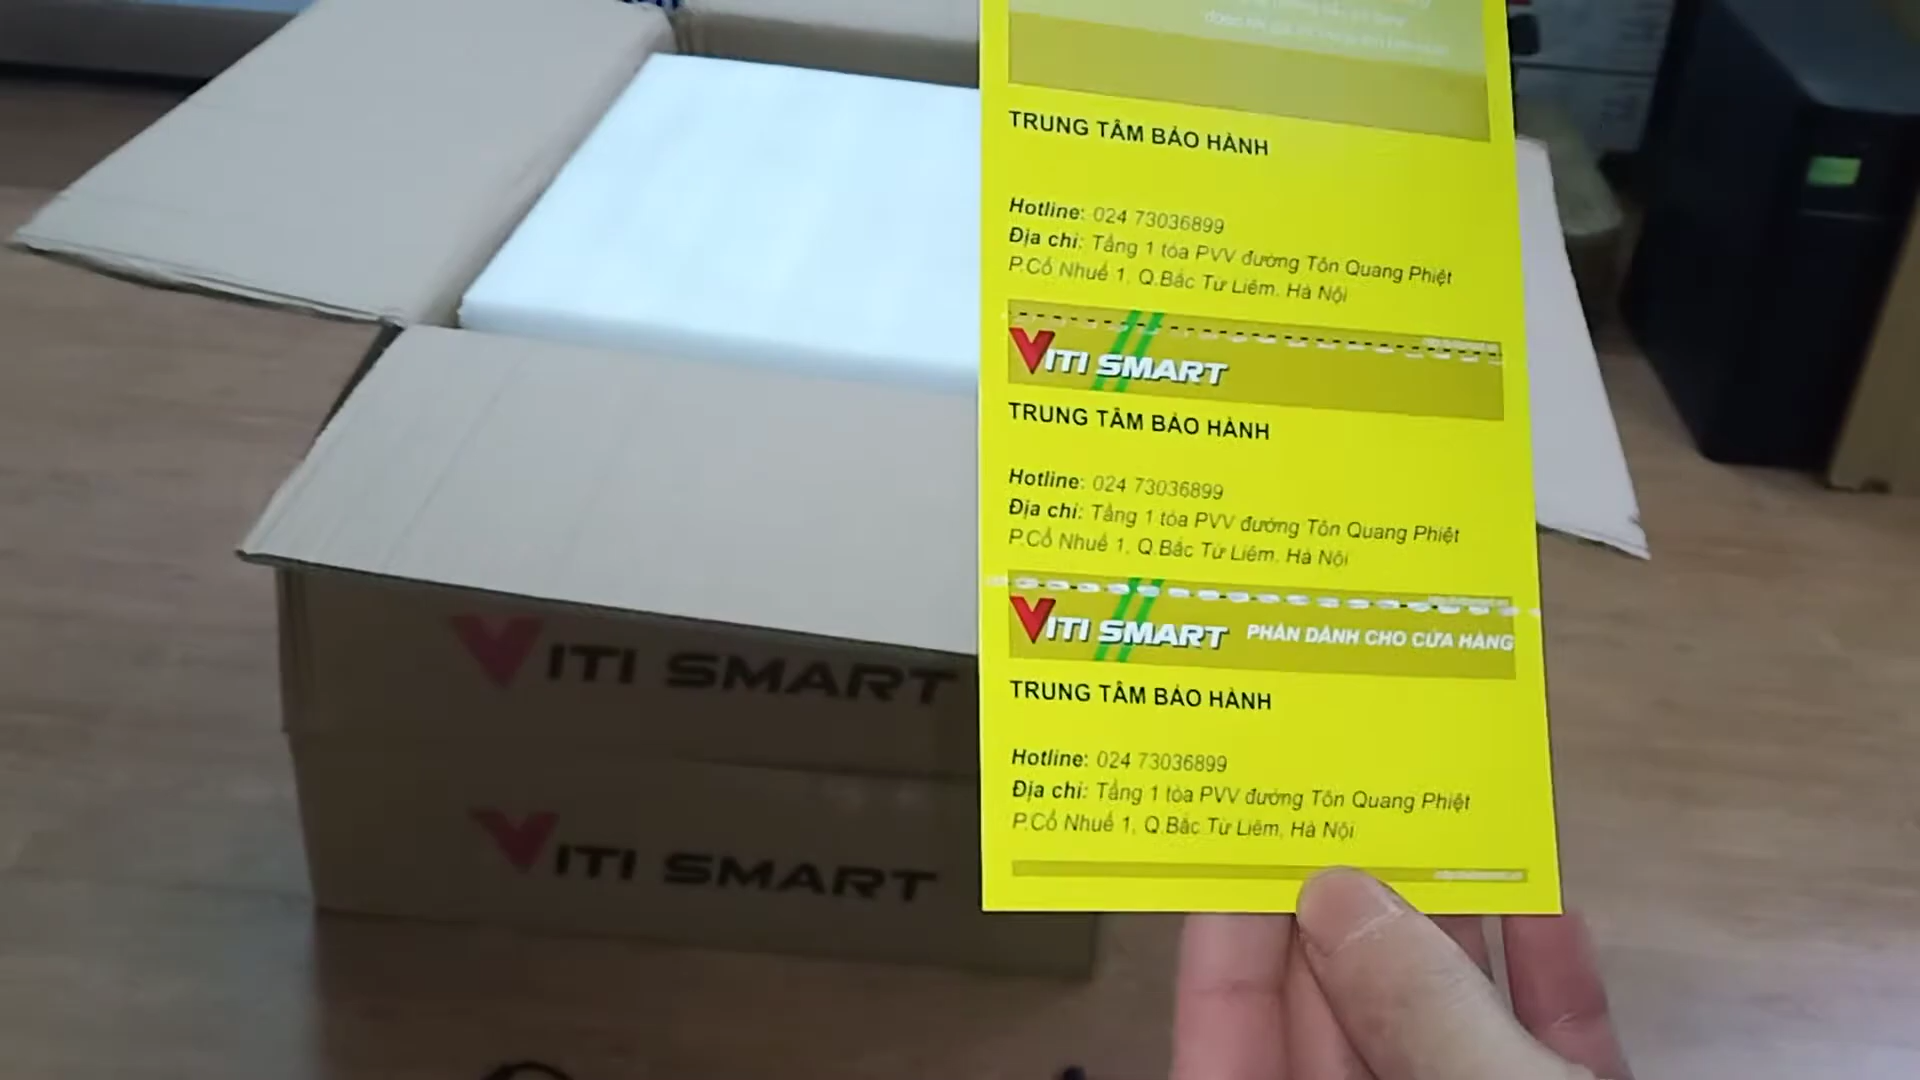 TRUNG TÂM BẢO HÀNH
Hotline: 024 73036899
Địa chỉ: Tầng 1 tòa PVV đường Tôn Quang Phiệt
P.Cổ Nhuế 1, Q.Bắc Từ Liêm, Hà Nội
VITI SMART
TRUNG TÂM BẢO HÀNH
Hotline: 024 73036899
Địa chỉ: Tầng 1 tòa PVV đường Tôn Quang Phiệt
P.Cổ Nhuế 1, Q.Bắc Từ Liêm, Hà Nội
VITI SMART PHẦN DÀNH CHO CỬA HÀNG
TRUNG TÂM BẢO HÀNH
Hotline: 024 73036899
Địa chỉ: Tầng 1 tòa PVV đường Tôn Quang Phiệt
P.Cổ Nhuế 1, Q.Bắc Từ Liêm, Hà Nội
VITI SMART
VITI SMART